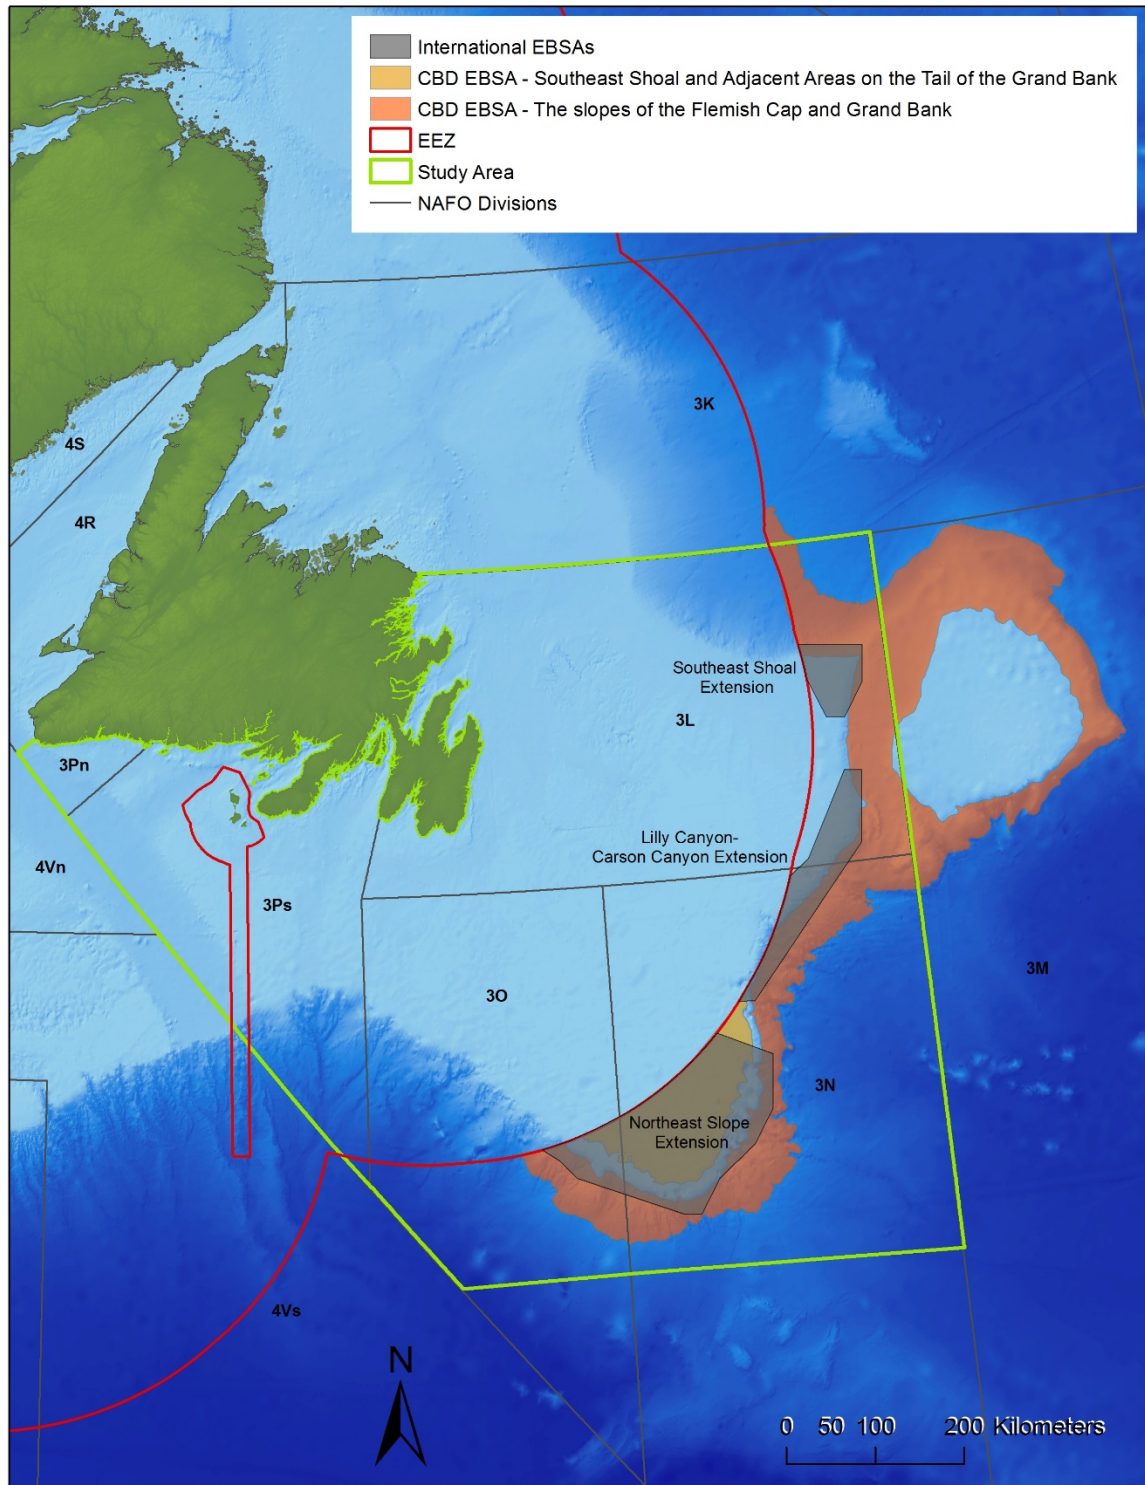 International EBSAs
CBD EBSA - Southeast Shoal and Adjacent Areas on the Tail of the Grand Bank
CBD EBSA - The slopes of the Flemish Cap and Grand Bank
EEZ
Study Area
NAFO Divisions
3K
4S
4R
Southeast Shoal
Extension
3L
3Pn
Lilly Canyon-
Carson Canyon Extension
4Vn
3Ps
3O
3M
3N
Northeast Slope
Extension
4Vs
N
0 50 100 200 Kilometers